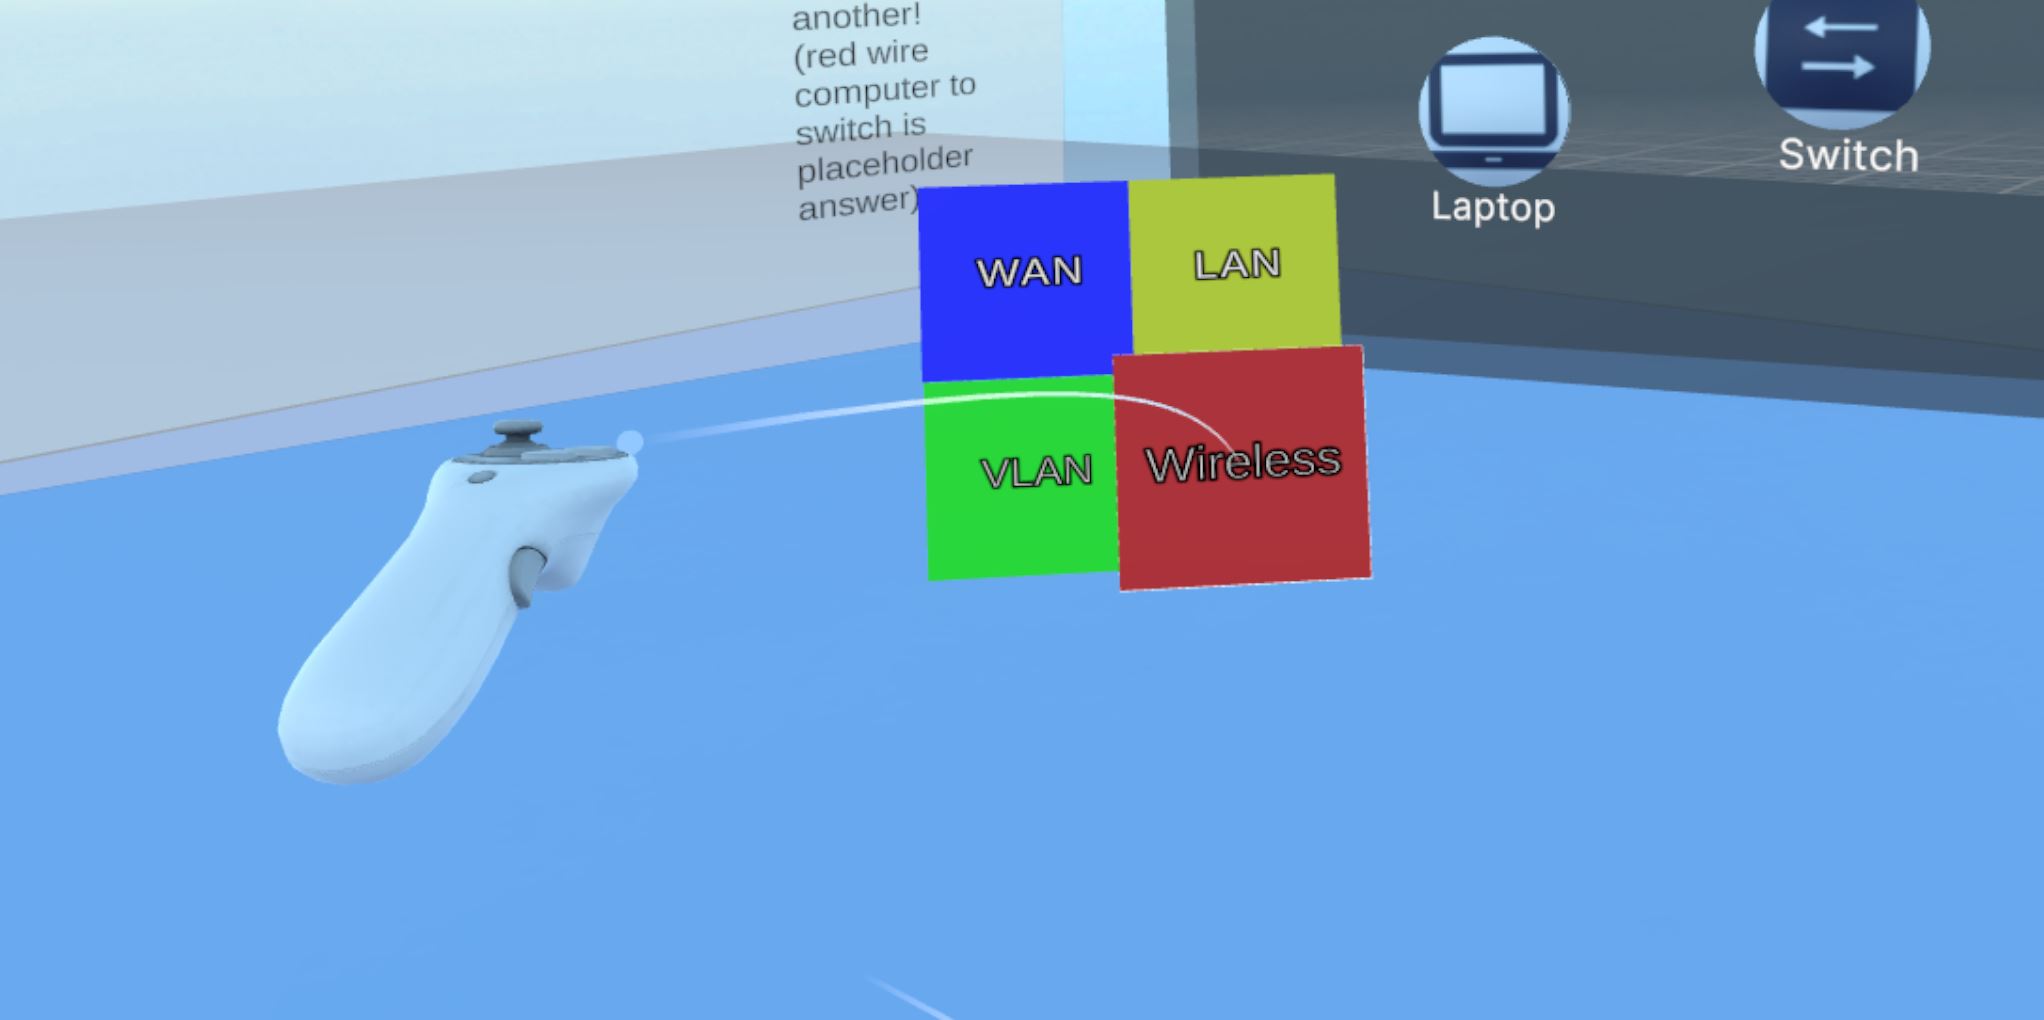 another!
(red wire
computer to
switch is
placeholder
answer)
WAN
LAN
VLAN
Wireless
Laptop
Switch